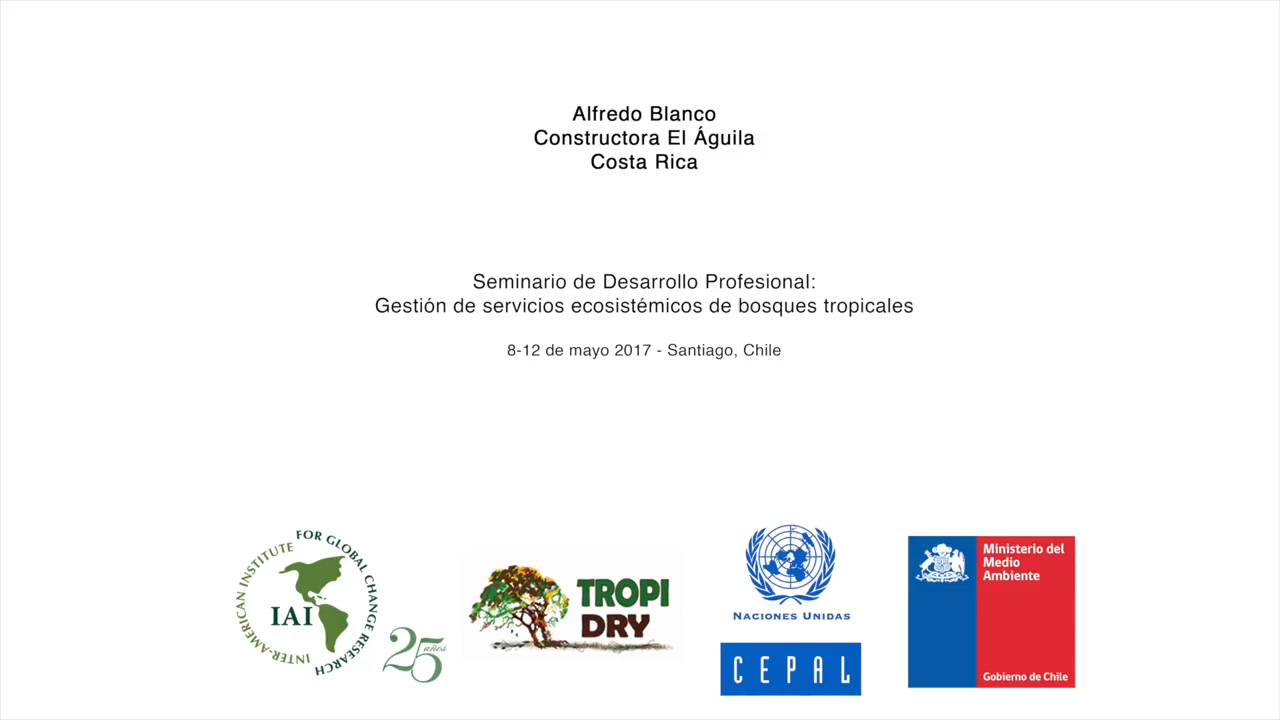 Alfredo Blanco
Constructora El Águila
Costa Rica
Seminario de Desarrollo Profesional:
Gestión de servicios ecosistémicos de bosques tropicales
8-12 de mayo 2017 - Santiago, Chile
INTER-AMERICAN INSTITUTE FOR GLOBAL CHANGE RESEARCH
IAI
25 años
TROPI
DRY
NACIONES UNIDAS
CEPAL
Ministerio del
Medio
Ambiente
Gobierno de Chile